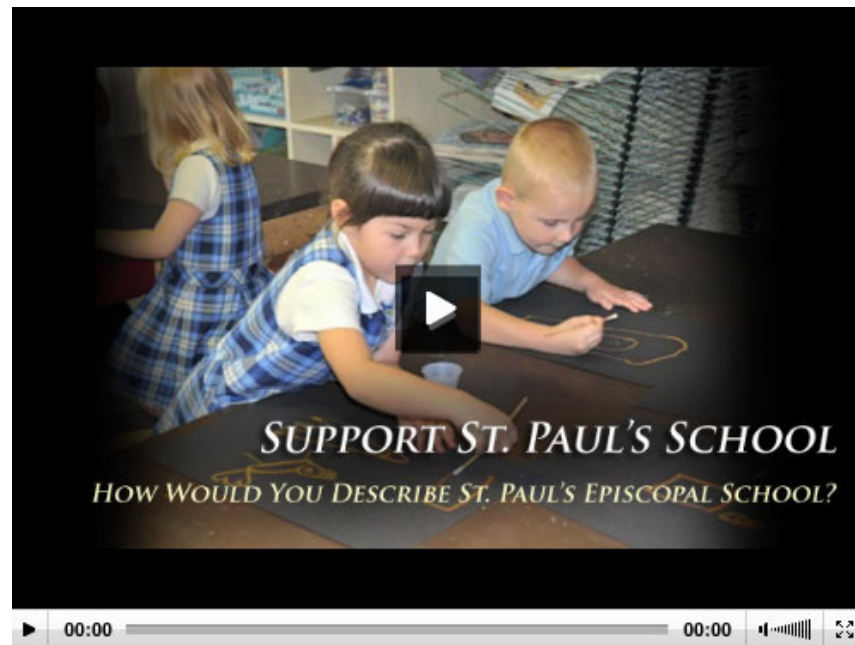 SUPPORT ST. PAUL'S SCHOOL
HOW WOULD YOU DESCRIBE ST. PAUL'S EPISCOPAL SCHOOL?
00:00 00:00